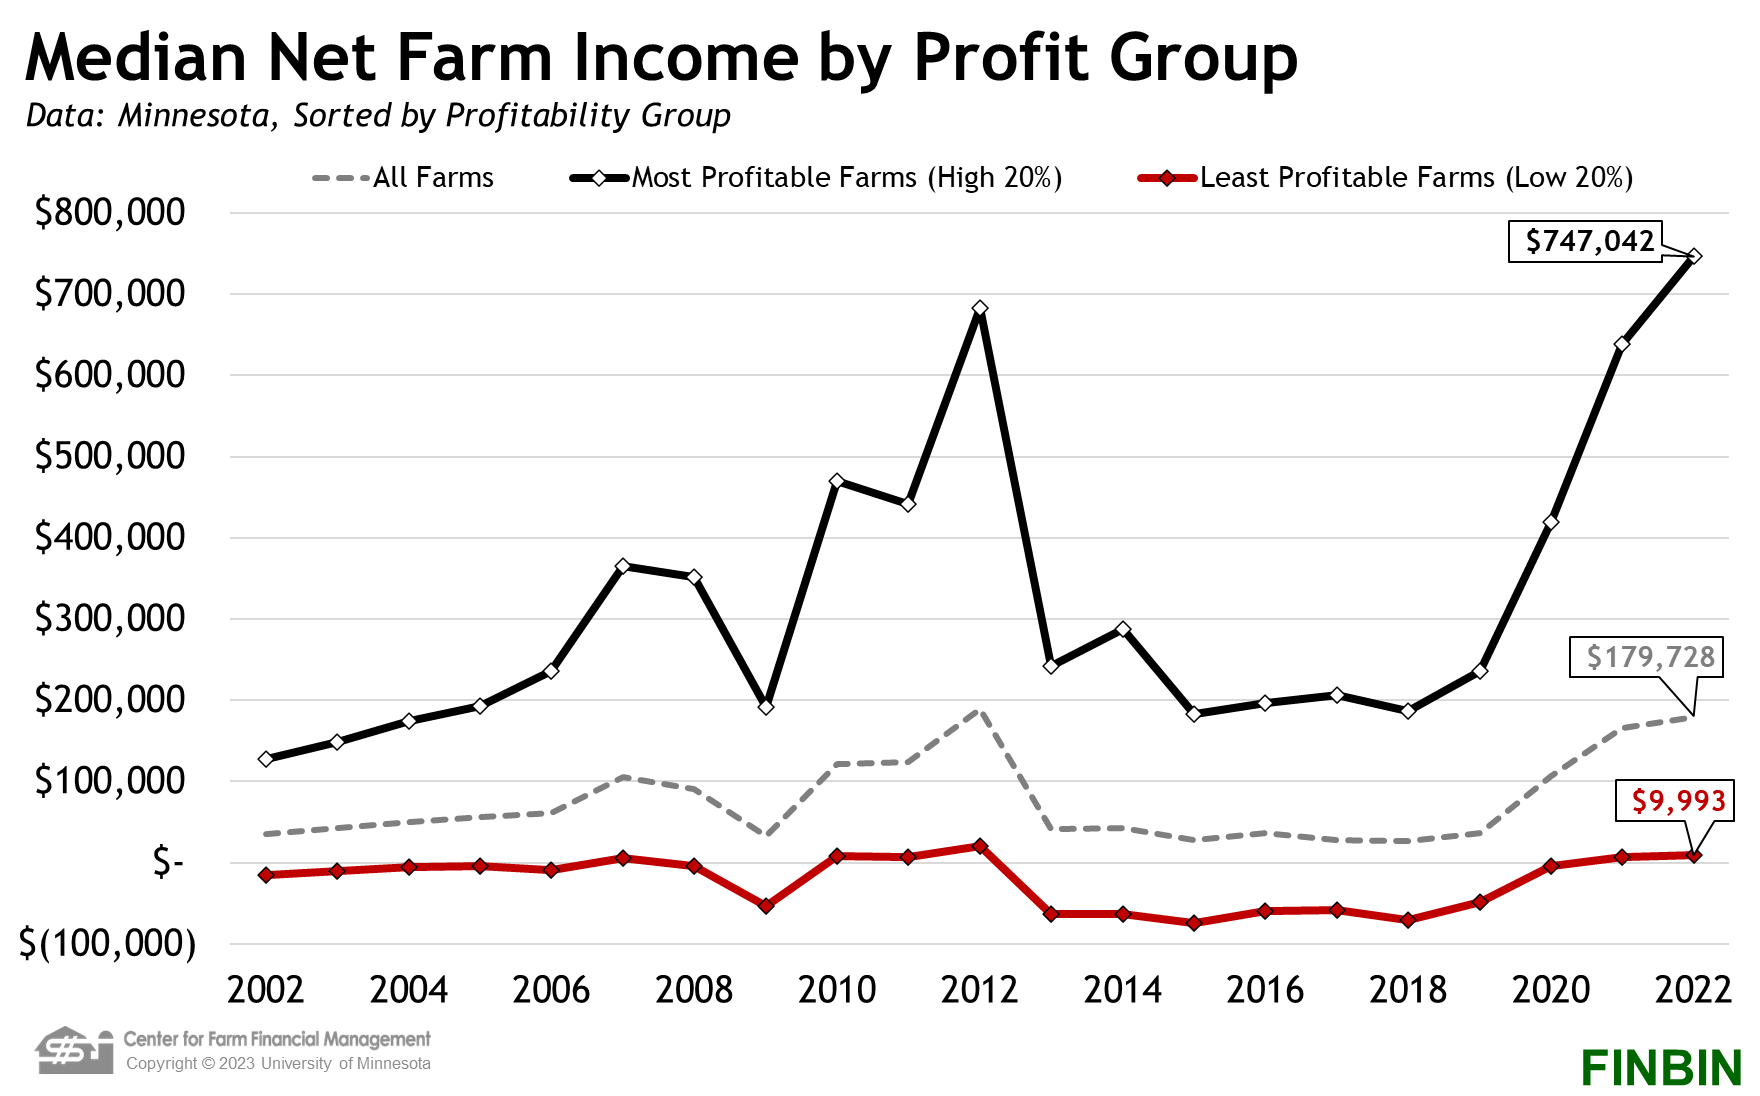 Median Net Farm Income by Profit Group
Data: Minnesota, Sorted by Profitability Group
All Farms
Most Profitable Farms (High 20%)
Least Profitable Farms (Low 20%)
$800,000
$700,000
$600,000
$500,000
$400,000
$300,000
$200,000
$100,000
$-
$(100,000)
$747,042
$179,728
$9,993
2002 2004 2006 2008 2010 2012 2014 2016 2018 2020 2022
Center for Farm Financial Management
Copyright © 2023 University of Minnesota
FINBIN